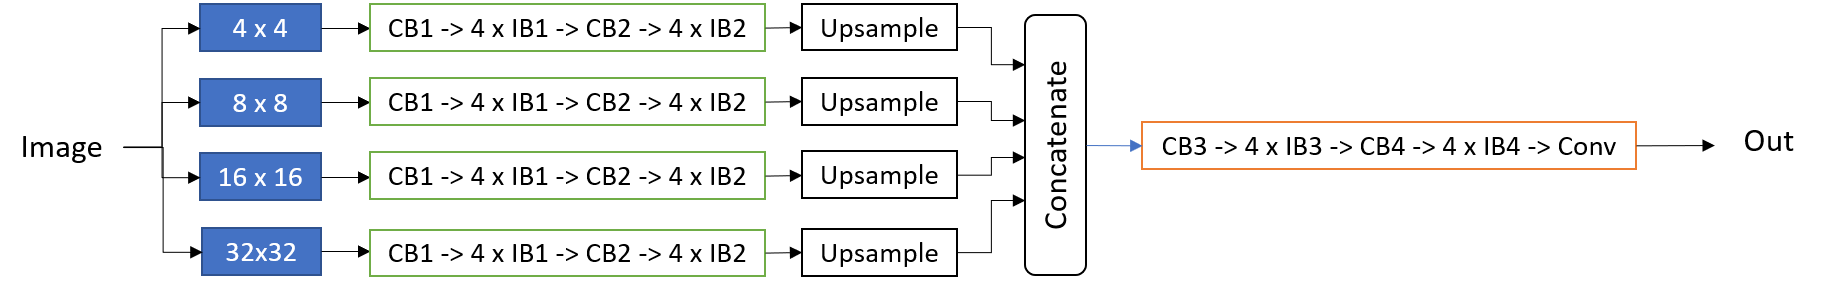 Image
4 x 4
CB1 -> 4 x IB1 -> CB2 -> 4 x IB2
Upsample
8 x 8
CB1 -> 4 x IB1 -> CB2 -> 4 x IB2
Upsample
16 x 16
CB1 -> 4 x IB1 -> CB2 -> 4 x IB2
Upsample
32x32
CB1 -> 4 x IB1 -> CB2 -> 4 x IB2
Upsample
Concatenate
CB3 -> 4 x IB3 -> CB4 -> 4 x IB4 -> Conv
Out